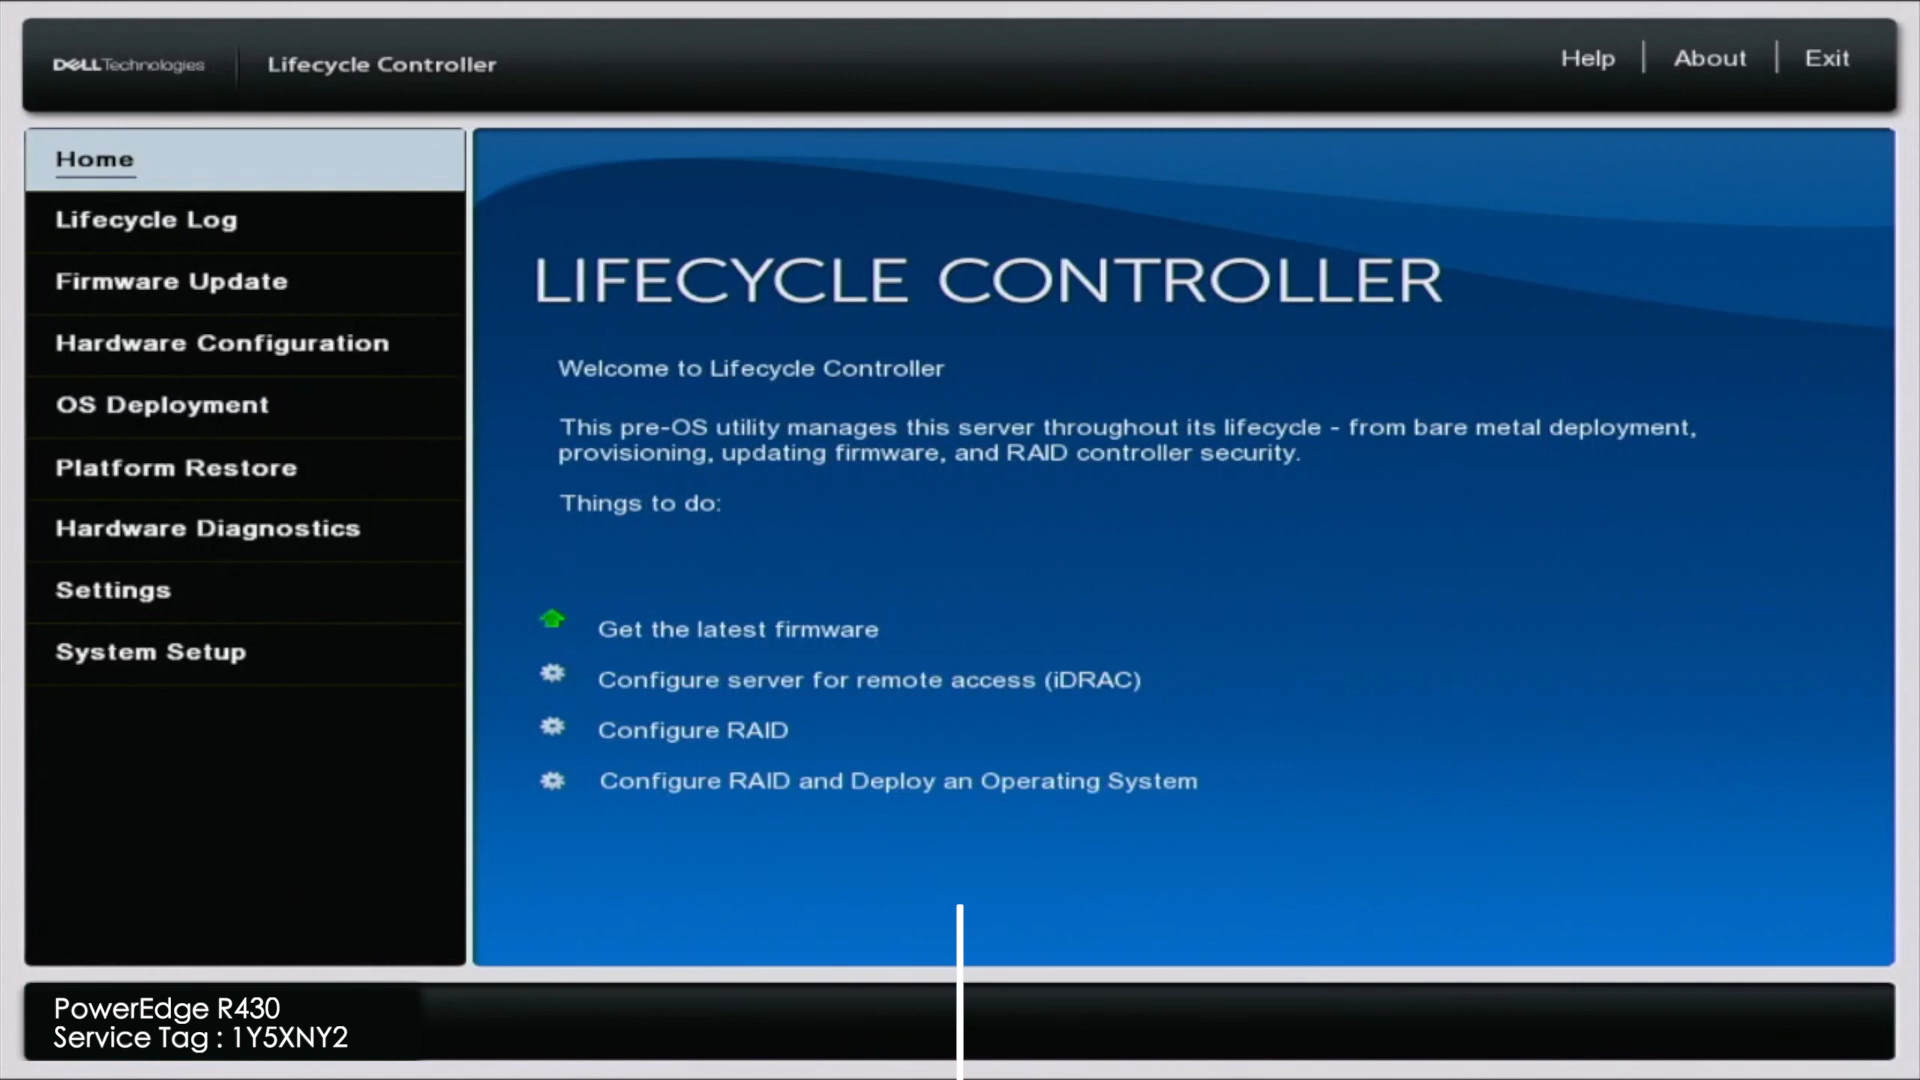 DELL Technologies
Lifecycle Controller
Help
About
Exit
Home
Lifecycle Log
Firmware Update
Hardware Configuration
OS Deployment
Platform Restore
Hardware Diagnostics
Settings
System Setup
LIFECYCLE CONTROLLER
Welcome to Lifecycle Controller
This pre-OS utility manages this server throughout its lifecycle - from bare metal deployment,
provisioning, updating firmware, and RAID controller security.
Things to do:
Get the latest firmware
Configure server for remote access (iDRAC)
Configure RAID
Configure RAID and Deploy an Operating System
PowerEdge R430
Service Tag : 1Y5XNY2